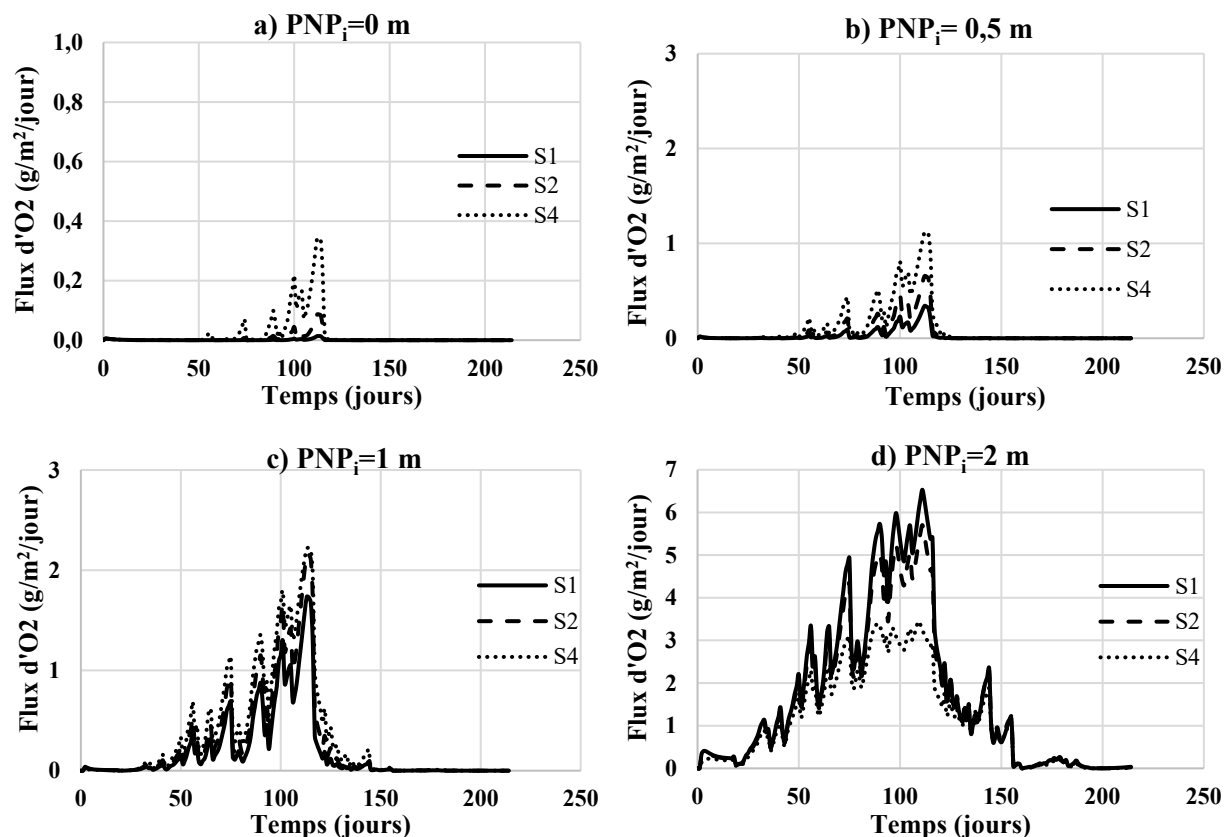 a) PNPi=0 m
Flux d'O2 (g/m²/jour)
1,0
0,8
0,6
0,4
0,2
0,0
S1
S2
S4
0 50 100 150 200 250
Temps (jours)
b) PNPi= 0,5 m
Flux d'O2 (g/m²/jour)
3
2
1
0
S1
S2
S4
0 50 100 150 200 250
Temps (jours)
c) PNPi=1 m
Flux d'O2 (g/m²/jour)
3
2
1
0
S1
S2
S4
0 50 100 150 200 250
Temps (jours)
d) PNPi=2 m
Flux d'O2 (g/m²/jour)
7
6
5
4
3
2
1
0
S1
S2
S4
0 50 100 150 200 250
Temps (jours)